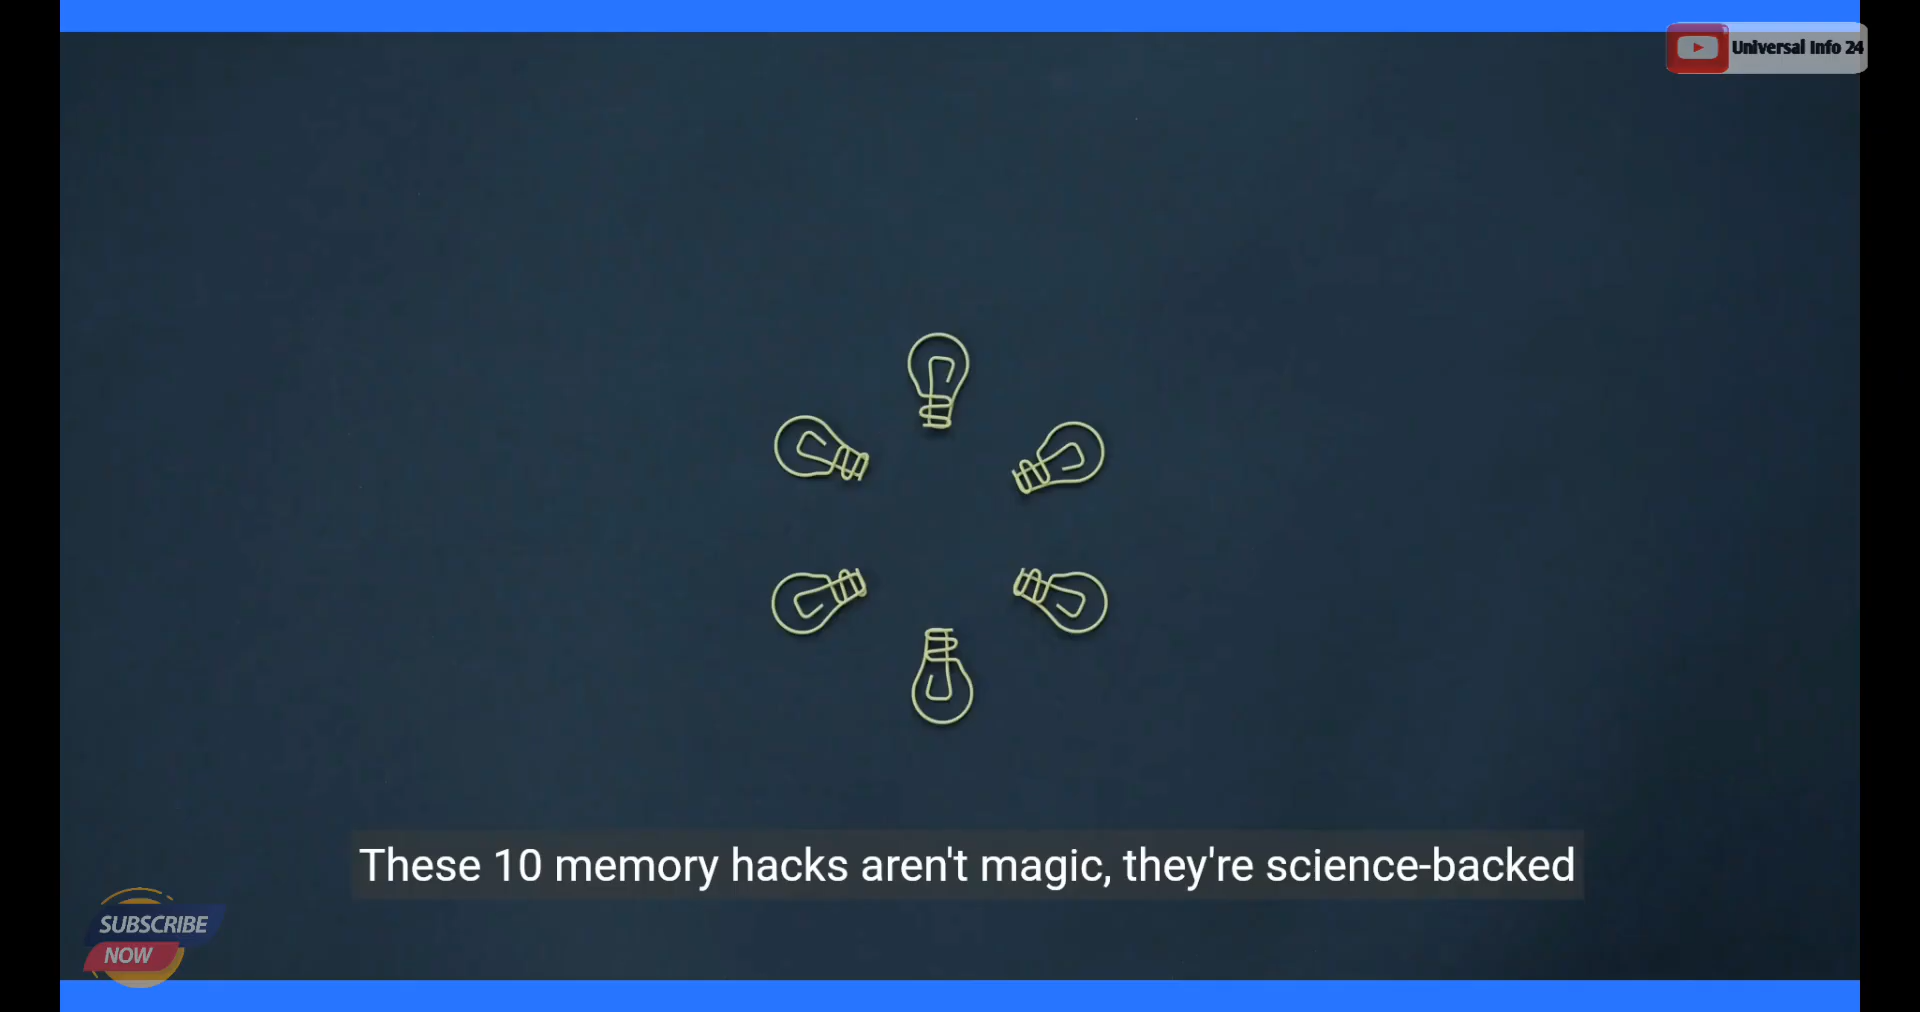 Universal Info 24
These 10 memory hacks aren't magic, they're science-backed
SUBSCRIBE
NOW